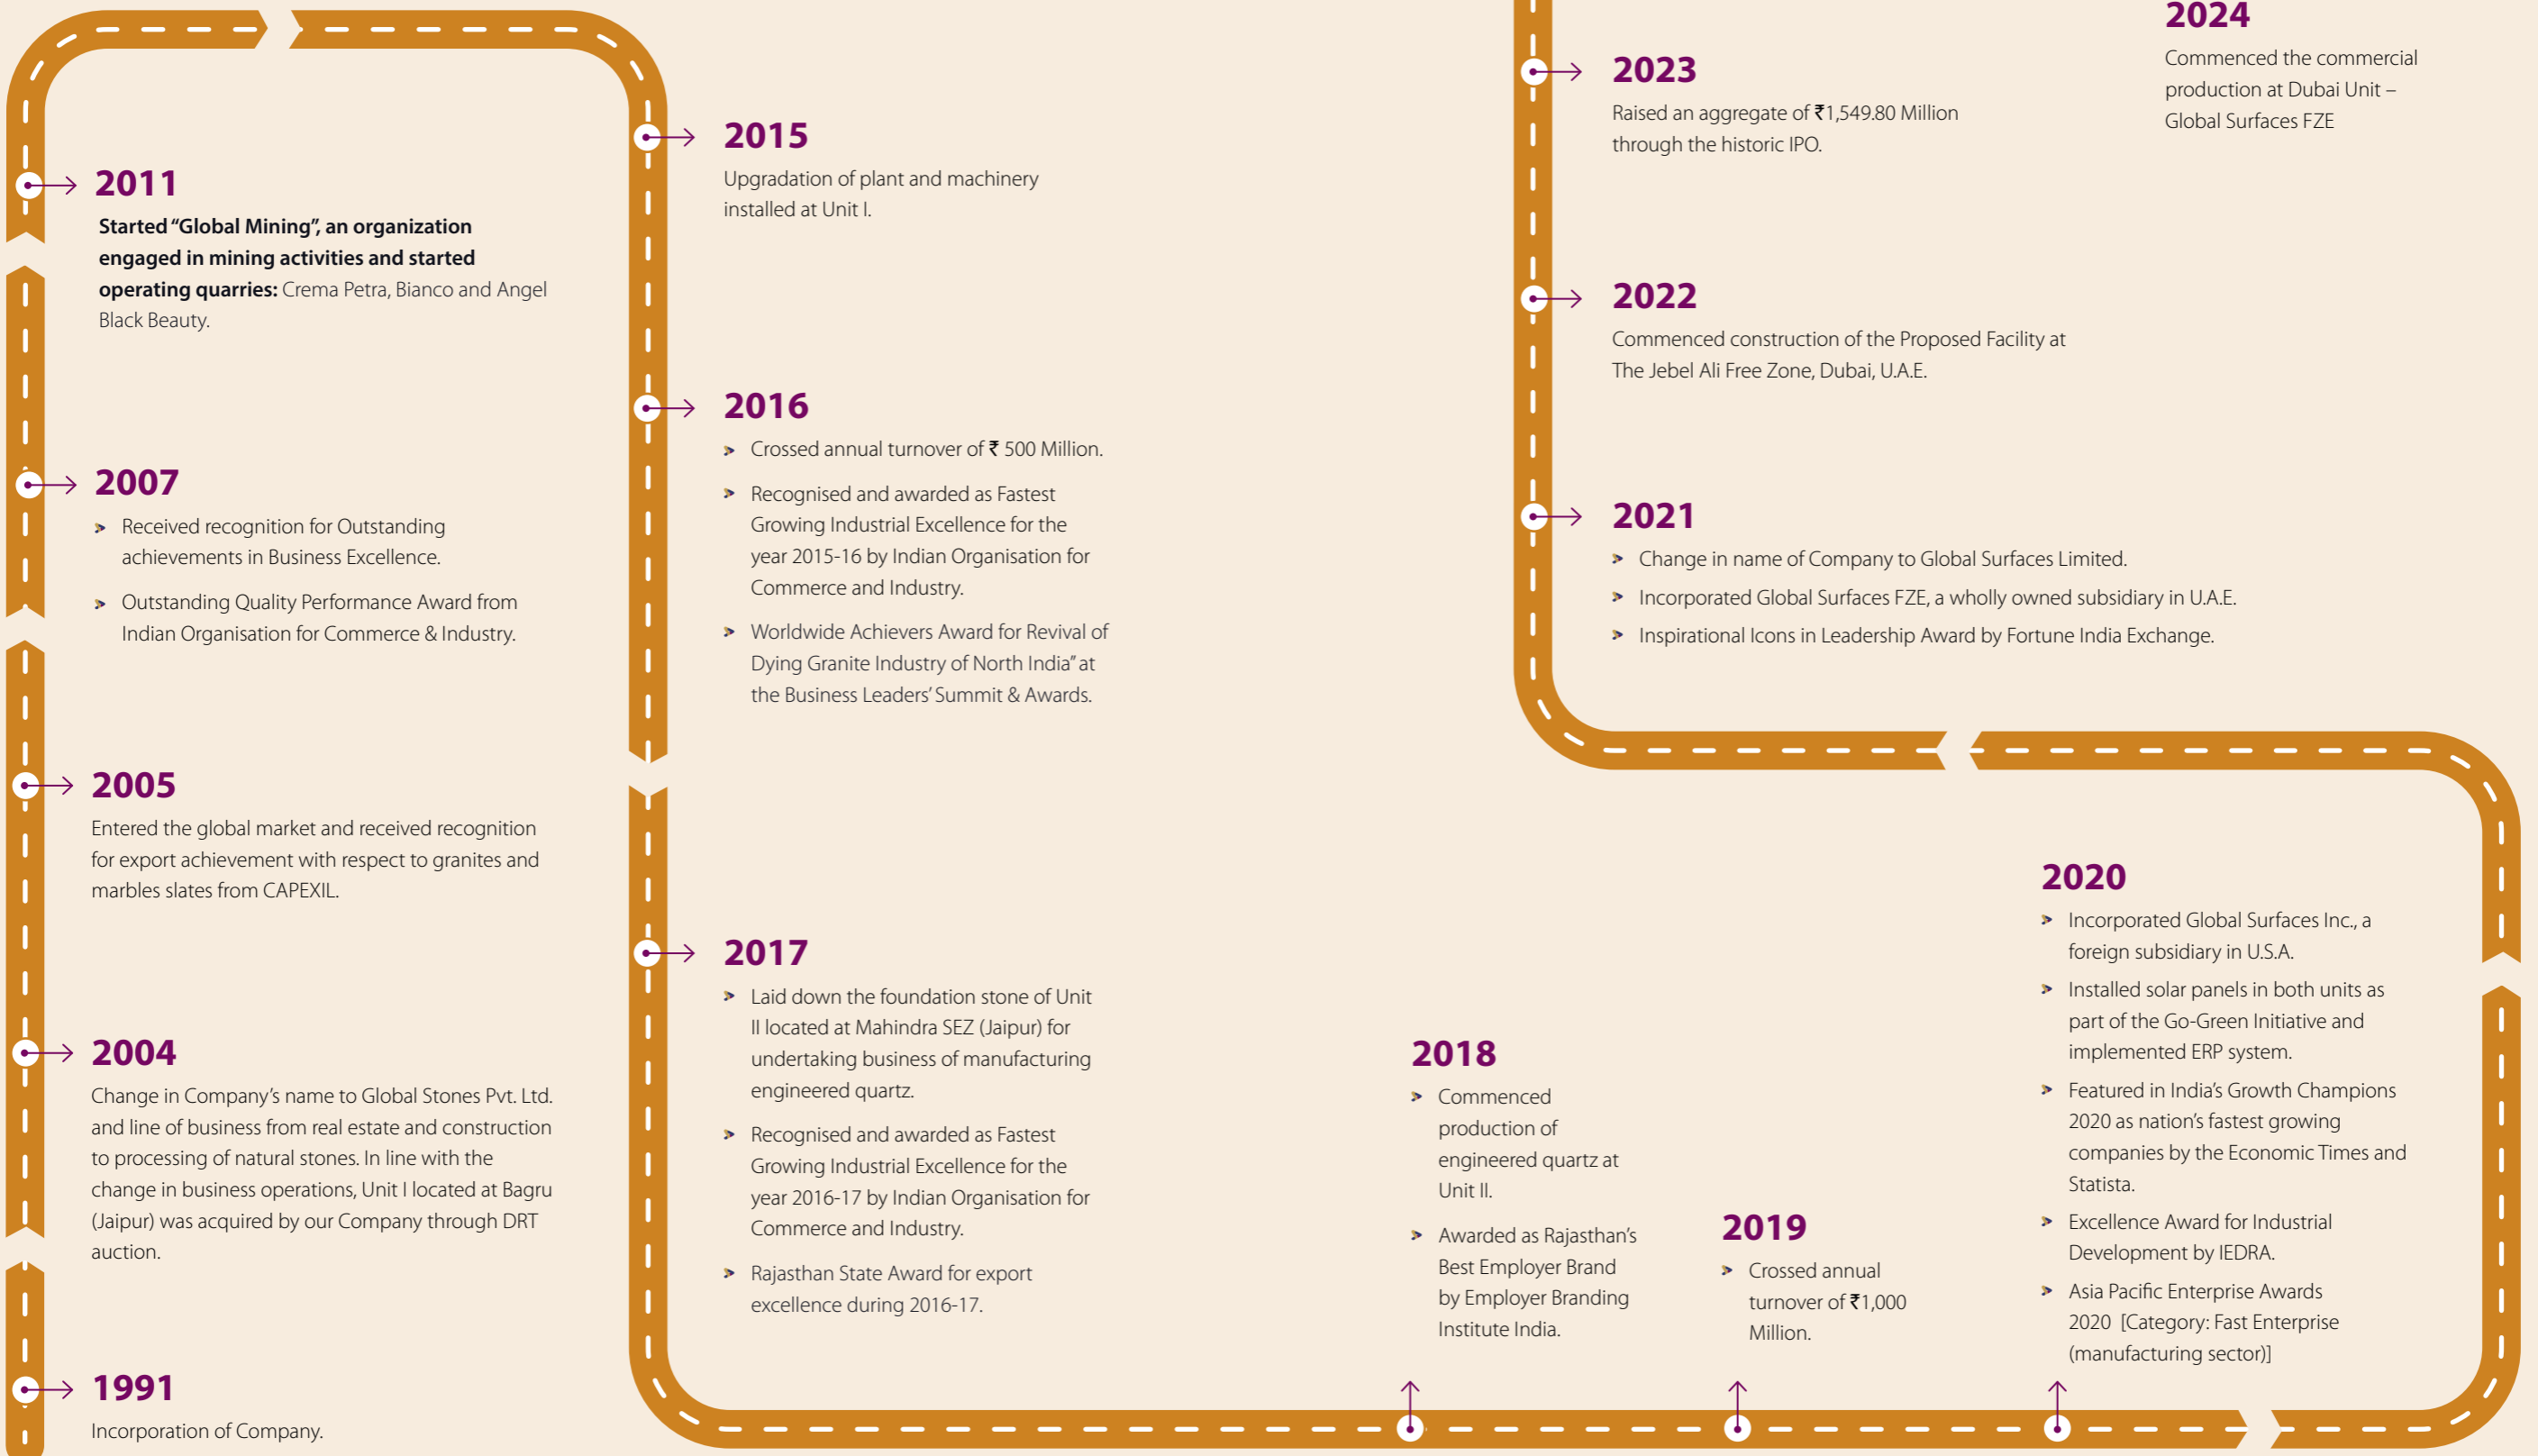 1991
Incorporation of Company.
2004
Change in Company’s name to Global Stones Pvt. Ltd.
and line of business from real estate and construction
to processing of natural stones. In line with the
change in business operations, Unit I located at Bagru
(Jaipur) was acquired by our Company through DRT
auction.
2005
Entered the global market and received recognition
for export achievement with respect to granites and
marbles slates from CAPEXIL.
2007
Received recognition for Outstanding
achievements in Business Excellence.
Outstanding Quality Performance Award from
Indian Organisation for Commerce & Industry.
2011
Started “Global Mining”, an organization
engaged in mining activities and started
operating quarries: Crema Petra, Bianco and Angel
Black Beauty.
2015
Upgradation of plant and machinery
installed at Unit I.
2016
Crossed annual turnover of ₹ 500 Million.
Recognised and awarded as Fastest
Growing Industrial Excellence for the
year 2015-16 by Indian Organisation for
Commerce and Industry.
Worldwide Achievers Award for Revival of
Dying Granite Industry of North India” at
the Business Leaders’ Summit & Awards.
2017
Laid down the foundation stone of Unit
II located at Mahindra SEZ (Jaipur) for
undertaking business of manufacturing
engineered quartz.
Recognised and awarded as Fastest
Growing Industrial Excellence for the
year 2016-17 by Indian Organisation for
Commerce and Industry.
Rajasthan State Award for export
excellence during 2016-17.
2018
Commenced
production of
engineered quartz at
Unit II.
Awarded as Rajasthan’s
Best Employer Brand
by Employer Branding
Institute India.
2019
Crossed annual
turnover of ₹1,000
Million.
2020
Incorporated Global Surfaces Inc., a
foreign subsidiary in U.S.A.
Installed solar panels in both units as
part of the Go-Green Initiative and
implemented ERP system.
Featured in India’s Growth Champions
2020 as nation’s fastest growing
companies by the Economic Times and
Statista.
Excellence Award for Industrial
Development by IEDRA.
Asia Pacific Enterprise Awards
2020 [Category: Fast Enterprise
(manufacturing sector)]
2021
Change in name of Company to Global Surfaces Limited.
Incorporated Global Surfaces FZE, a wholly owned subsidiary in U.A.E.
Inspirational Icons in Leadership Award by Fortune India Exchange.
2022
Commenced construction of the Proposed Facility at
The Jebel Ali Free Zone, Dubai, U.A.E.
2023
Raised an aggregate of ₹1,549.80 Million
through the historic IPO.
2024
Commenced the commercial
production at Dubai Unit –
Global Surfaces FZE